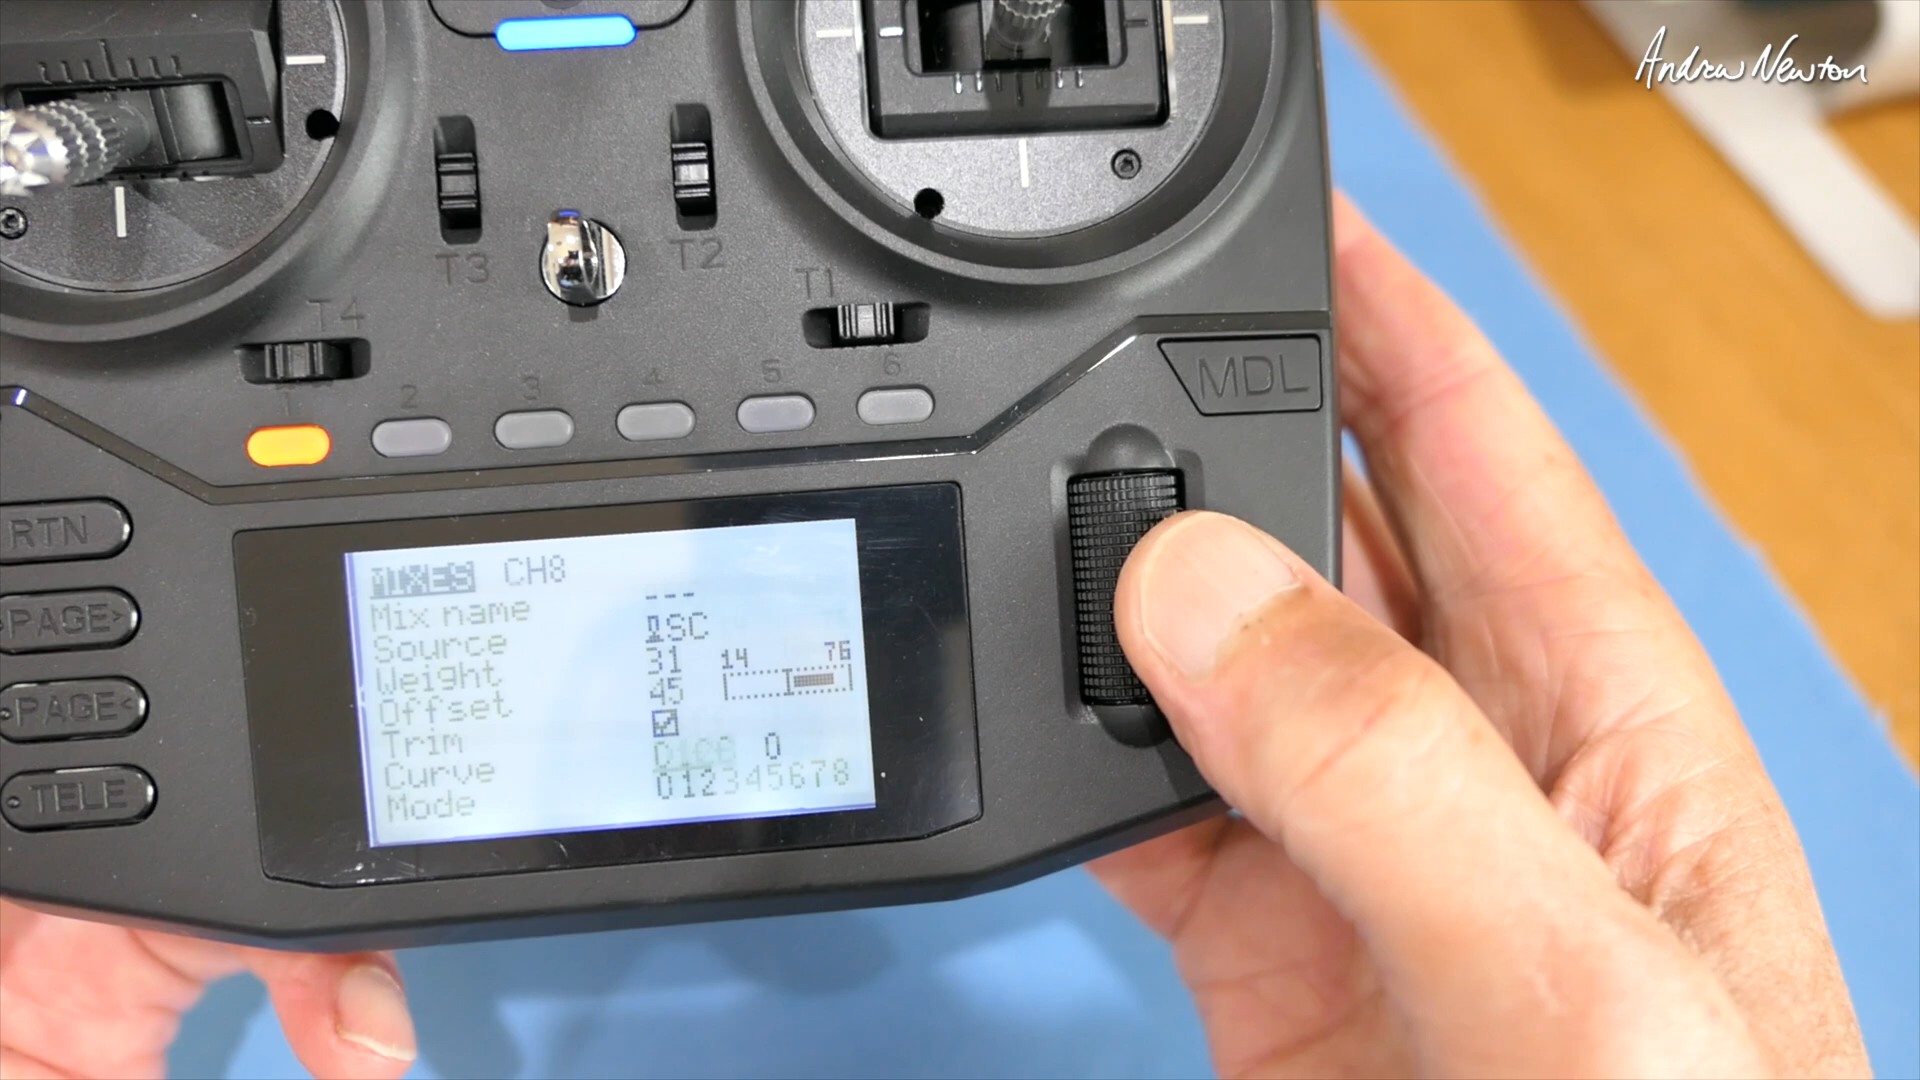 Andrew Newton
T3
T2
T1
T4
1 2 3 4 5 6
MDL
RTN
PAGE>
PAGE<
TELE
MIXES CH8
Mix name ---
Source SC
Weight 31 14 76
Offset 45
Trim
Curve 0
Mode 012345678